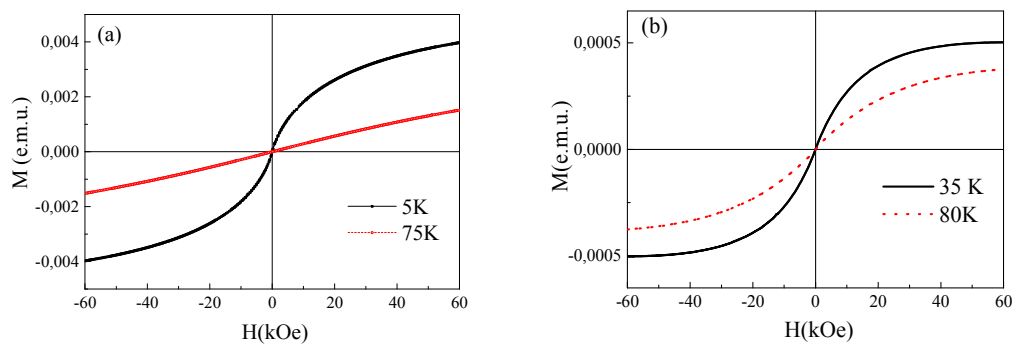 (a)
M (e.m.u.)
0,004
0,002
0,000
-0,002
-0,004
5K
75K
-60 -40 -20 0 20 40 60
H(kOe)
(b)
M(e.m.u.)
0,0005
0,0000
-0,0005
35 K
80K
-60 -40 -20 0 20 40 60
H(kOe)